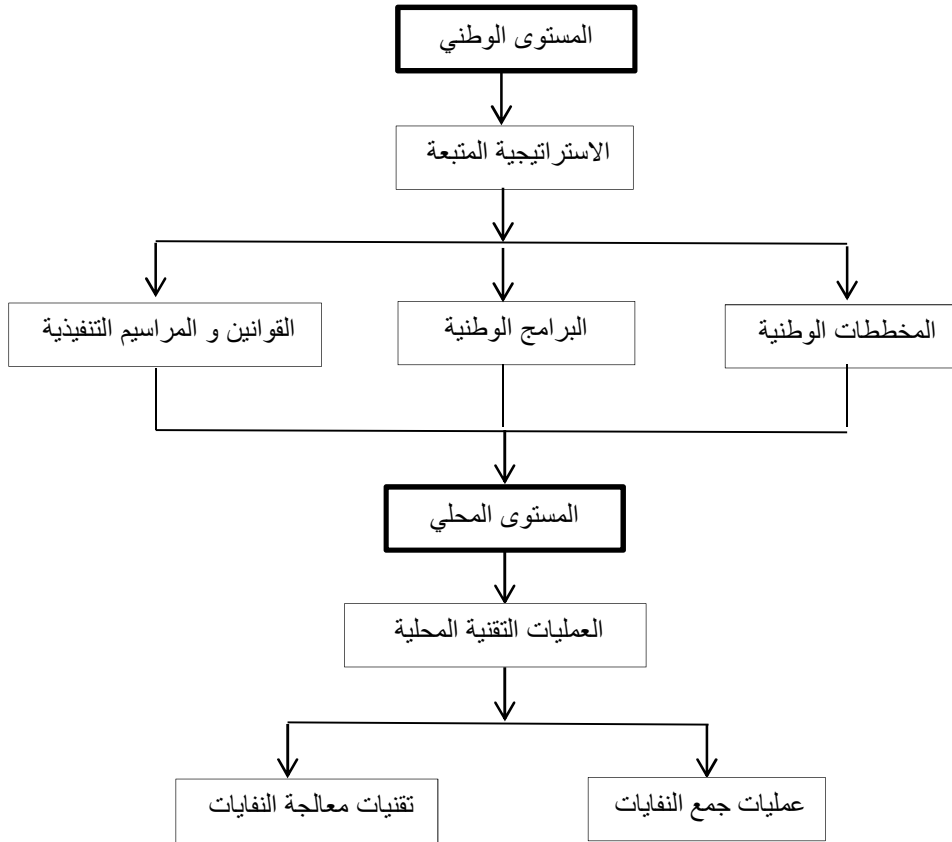 المستوى الوطني
الاستراتيجية المتبعة
المخططات الوطنية
البرامج الوطنية
القوانين و المراسيم التنفيذية
المستوى المحلي
العمليات التقنية المحلية
عمليات جمع النفايات
تقنيات معالجة النفايات